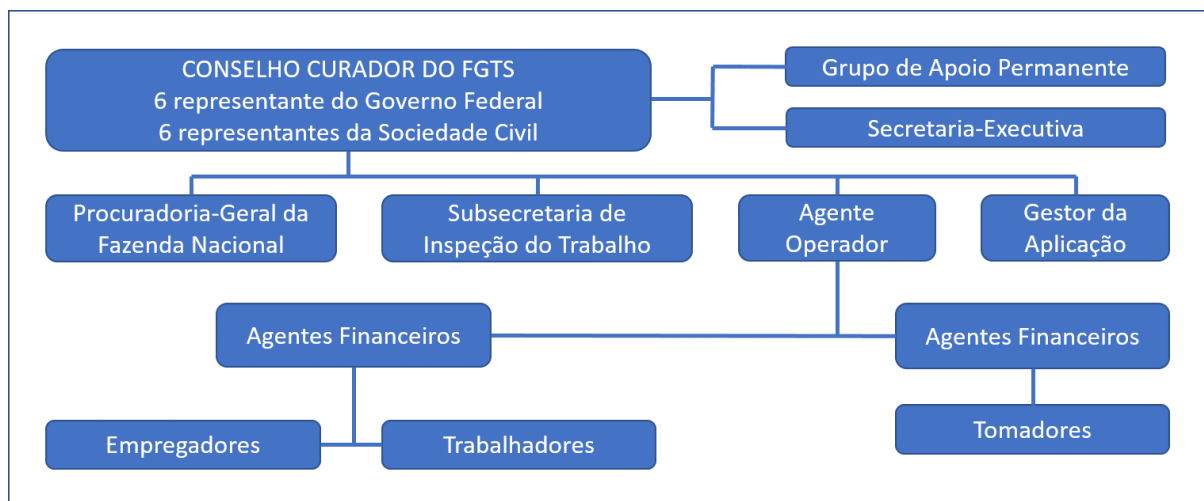 CONSELHO CURADOR DO FGTS
6 representante do Governo Federal
6 representantes da Sociedade Civil
Grupo de Apoio Permanente
Secretaria-Executiva
Procuradoria-Geral da
Fazenda Nacional
Subsecretaria de
Inspeção do Trabalho
Agente
Operador
Gestor da
Aplicação
Agentes Financeiros
Agentes Financeiros
Empregadores
Trabalhadores
Tomadores